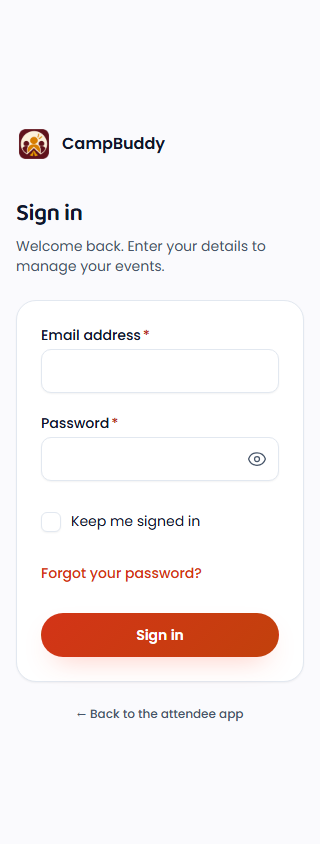 CampBuddy
Sign in
Welcome back. Enter your details to
manage your events.
Email address*
Password*
Keep me signed in
Forgot your password?
Sign in
← Back to the attendee app